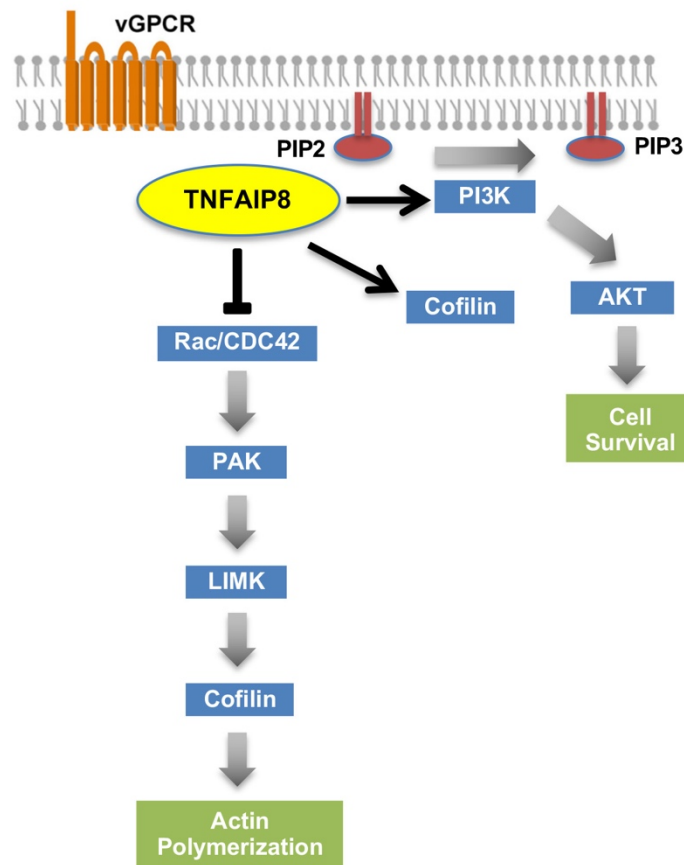 vGPCR
PIP2
PIP3
TNFAIP8
PI3K
Cofilin
AKT
Rac/CDC42
Cell
Survival
PAK
LIMK
Cofilin
Actin
Polymerization